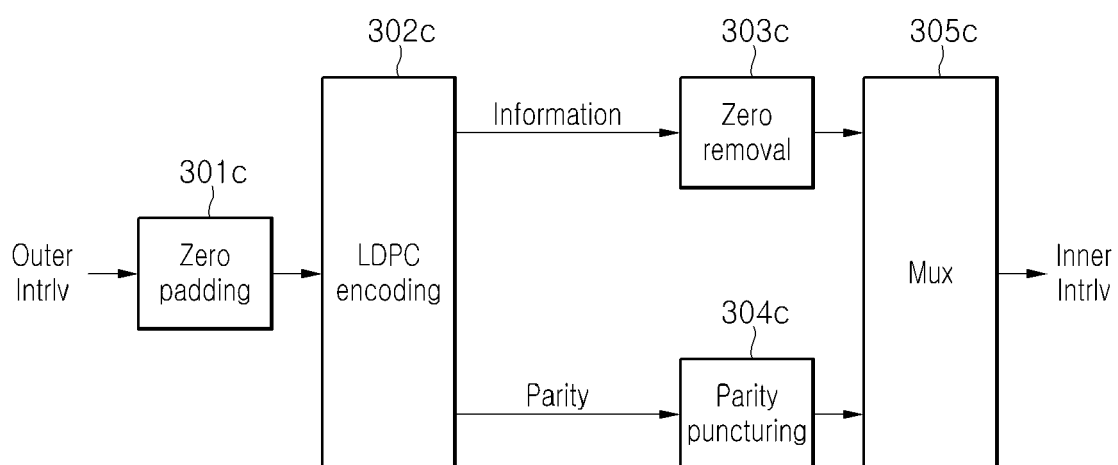 302c
303c
305c
Information
Zero
removal
301c
Outer
Intrlv
Zero
padding
LDPC
encoding
Mux
Inner
Intrlv
304c
Parity
Parity
puncturing